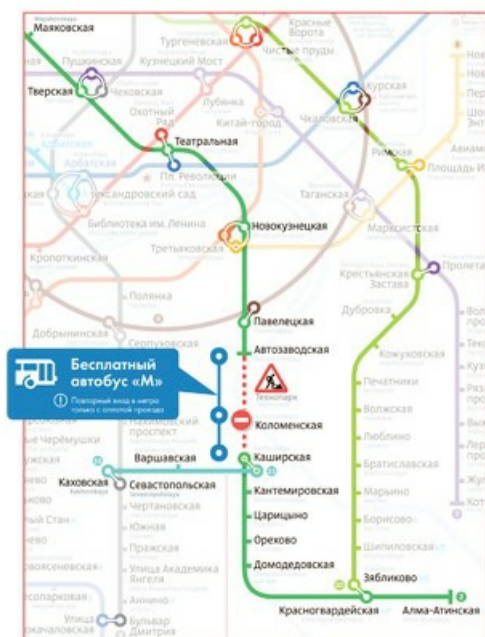 Маяковская
Красные
Ворота
Тургеневская
Чистые пруды
Пушкинская
Кузнецкий Мост
Тверская
Чеховская
Лубянка
Курская
Чкаловская
Охотный
Ряд
Китай-город
Театральная
Римская
Арбатская
Пл. Революции
Площадь И
Александровский сад
Таганская
Библиотека им. Ленина
Новокузнецкая
Марксистская
Третьяковская
Кропоткинская
Крестьянская
Застава
Пролета
Полянка
Дубровка
Павелецкая
Добрынинская
Серпуховская
Автозаводская
Кожуховская
Бесплатный
автобус «М»
Повторный вход в метро
только с оплатой проезда
Технопарк
Печатники
Коломенская
Волжская
Нахимовский
проспект
Люблино
Варшавская
Каширская
Братиславская
Каховская
Севастопольская
Кантемировская
Марьино
Чертановская
Царицыно
Борисово
Южная
Пражская
Орехово
Шипиловская
Улица Академика
Янгеля
Домодедовская
Аннино
Зябликово
Красногвардейская
Алма-Атинская
2
Улица
Бульвар
Дмитрия